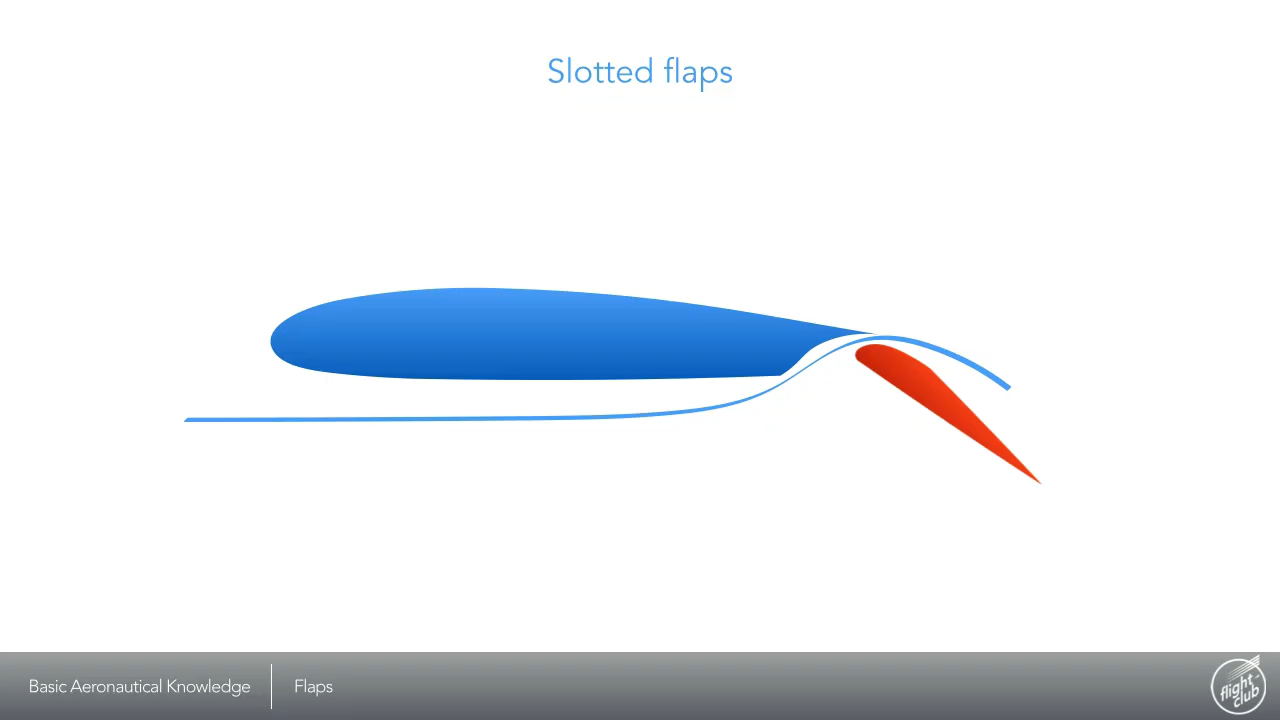 Slotted flaps
Basic Aeronautical Knowledge
Flaps
flight
club